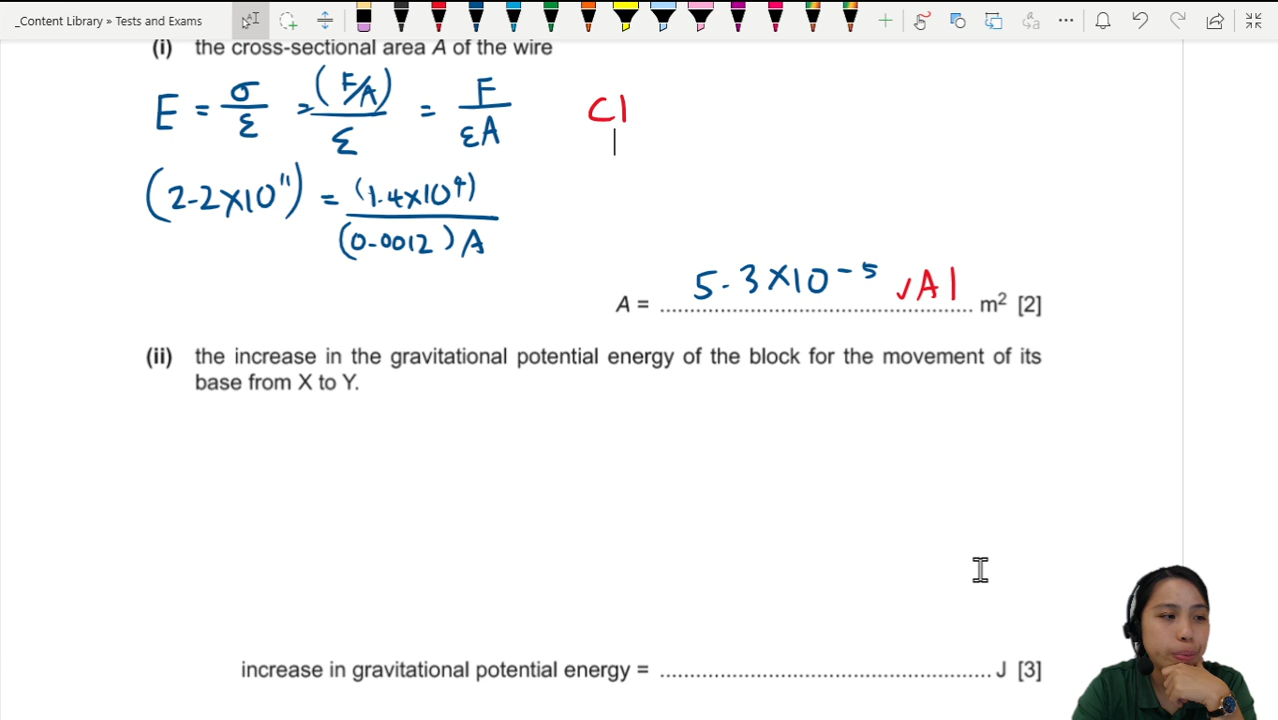 _Content Library » Tests and Exams
(i) the cross-sectional area A of the wire
E = σ/ε = (F/A)/ε = F/εA C1
(2.2×10¹¹) = (1.4×10⁴)/(0.0012)A
A = 5.3×10⁻⁵ ✓A1 m² [2]
(ii) the increase in the gravitational potential energy of the block for the movement of its
base from X to Y.
increase in gravitational potential energy = ........................................................ J [3]